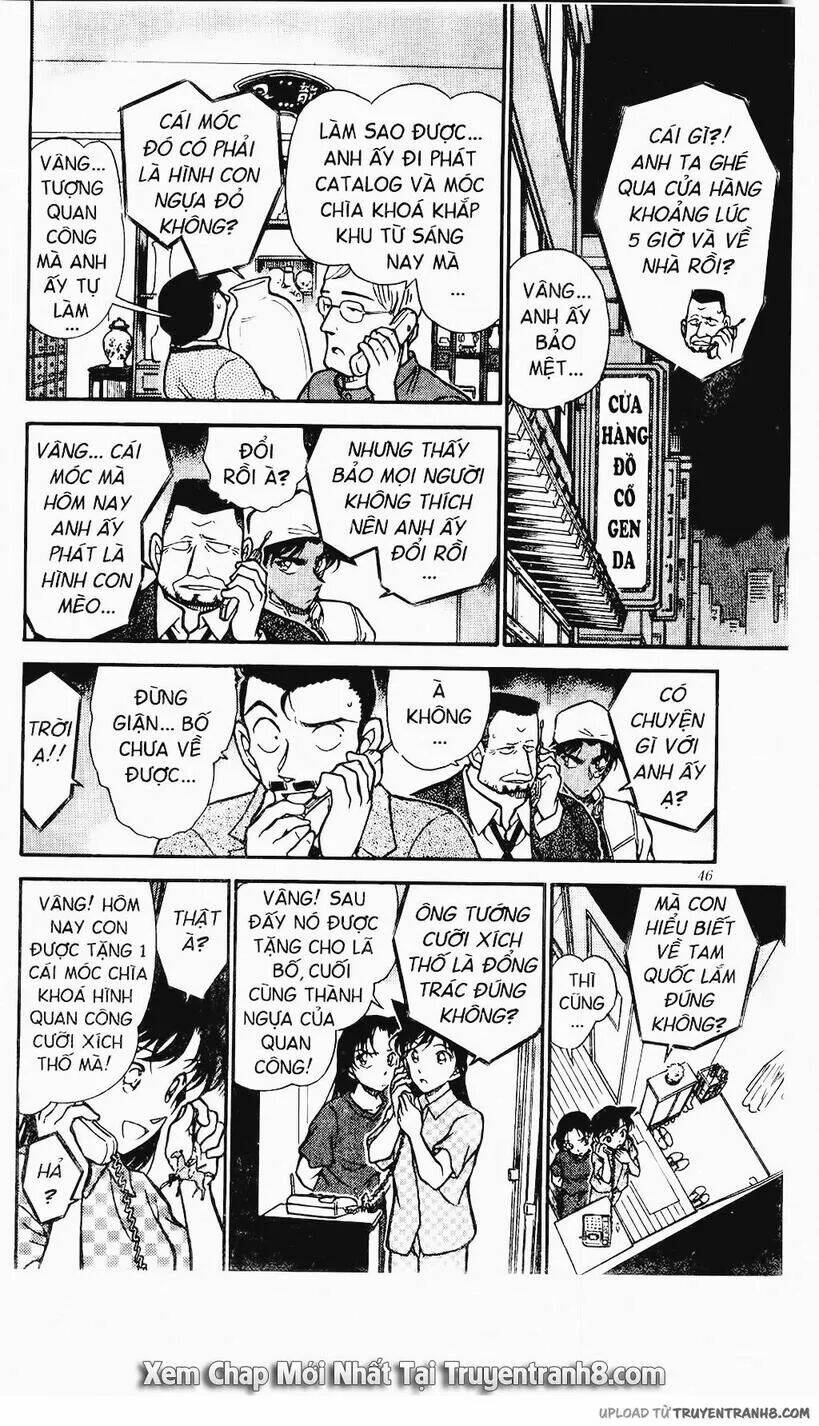 CÁI GÌ?!
ANH TA GHÉ
QUA CỬA HÀNG
KHOẢNG LÚC
5 GIỜ VÀ VỀ
NHÀ RỒI?
VÂNG...
ANH ẤY
BẢO
MỆT...
CỬA
HÀNG
ĐỒ
CỔ
GEN
DA
LÀM SAO ĐƯỢC...
ANH ẤY ĐI PHÁT
CATALOG VÀ MÓC
CHÌA KHOÁ KHẮP
KHU TỪ SÁNG
NAY MÀ
...
CÁI MÓC
ĐÓ CÓ PHẢI
LÀ HÌNH CON
NGỰA ĐỎ
KHÔNG?
VÂNG...
TƯỢNG
QUAN
CÔNG
MÀ ANH
ẤY TỰ
LÀM
...
NHƯNG THẤY
BẢO MỌI NGƯỜI
KHÔNG THÍCH
NÊN ANH ẤY
ĐỔI RỒI
...
ĐỔI
RỒI À?
VÂNG... CÁI
MÓC MÀ
HÔM NAY
ANH ẤY
PHÁT LÀ
HÌNH CON
MÈO...
CÓ
CHUYỆN
GÌ VỚI
ANH ẤY
Ạ?
À
KHÔNG
...
ĐỪNG
GIẬN... BỐ
CHƯA VỀ
ĐƯỢC...
TRỜI
Ạ!!
46
MÀ CON
HIỂU BIẾT
VỀ TAM
QUỐC LẮM
ĐÚNG
KHÔNG?
THÌ
CŨNG
...
ÔNG TƯỚNG
CƯỠI XÍCH
THỐ LÀ ĐỔNG
TRÁC ĐÚNG
KHÔNG?
VÂNG! SAU
ĐẤY NÓ ĐƯỢC
TẶNG CHO LÃ
BỐ, CUỐI
CÙNG THÀNH
NGỰA CỦA
QUAN
CÔNG!
THẬT
À?
VÂNG! HÔM
NAY CON
ĐƯỢC TẶNG 1
CÁI MÓC CHÌA
KHOÁ HÌNH
QUAN CÔNG
CƯỠI XÍCH
THỐ MÀ!
HẢ
?
Xem Chap Mới Nhất Tại Truyentranh8.com
UPLOAD TỪ TRUYENTRANH8.COM